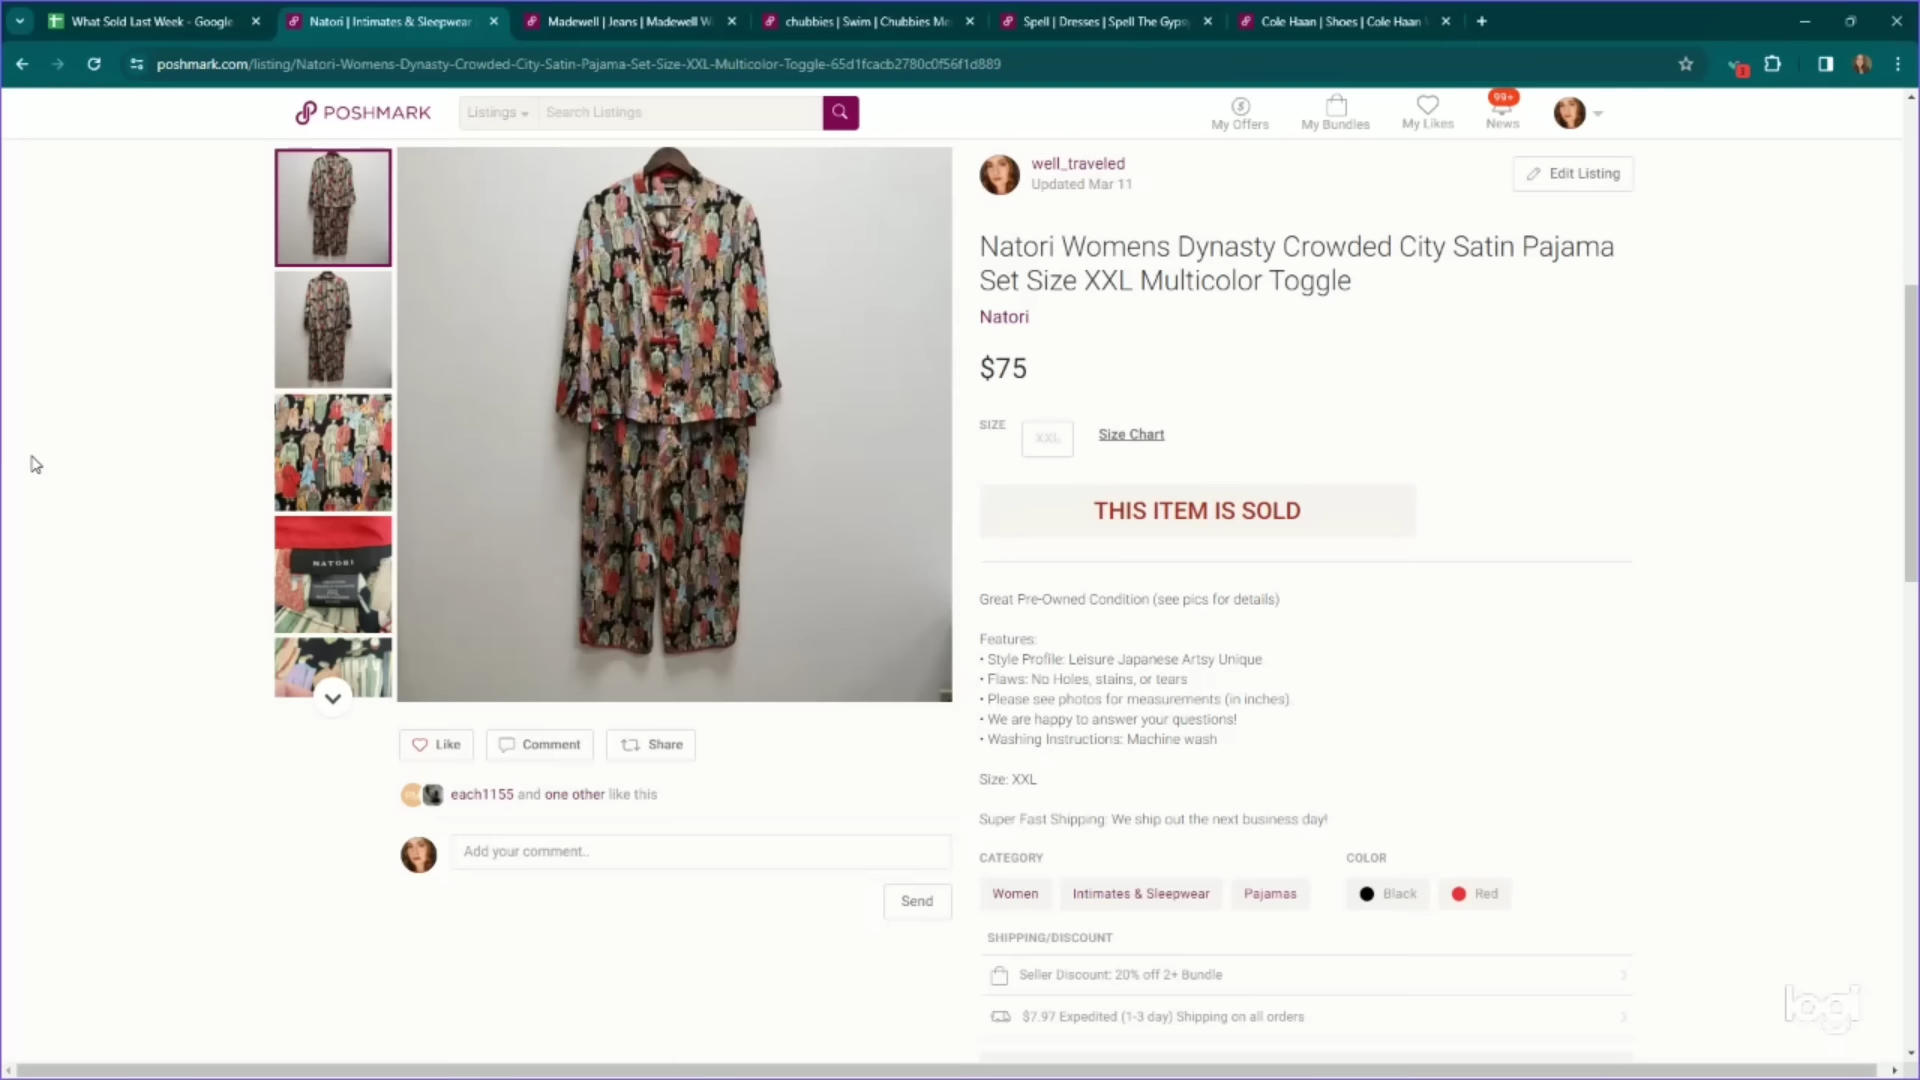 What Sold Last Week - Google
Natori | Intimates & Sleepwear
Madewell | Jeans | Madewell W
chubbies | Swim | Chubbies Me
Spell | Dresses | Spell The Gyps
Cole Haan | Shoes | Cole Haan
poshmark.com/listing/Natori-Womens-Dynasty-Crowded-City-Satin-Pajama-Set-Size-XXL-Multicolor-Toggle-65d1fcacb2780c0f56f1d889
POSHMARK
Listings
Search Listings
My Offers
My Bundles
My Likes
99+
News
well_traveled
Updated Mar 11
Edit Listing
Natori Womens Dynasty Crowded City Satin Pajama
Set Size XXL Multicolor Toggle
Natori
$75
SIZE
XXL
Size Chart
THIS ITEM IS SOLD
Great Pre-Owned Condition (see pics for details)
Features:
• Style Profile: Leisure Japanese Artsy Unique
• Flaws: No Holes, stains, or tears
• Please see photos for measurements (in inches)
• We are happy to answer your questions!
• Washing Instructions: Machine wash
Size: XXL
Super Fast Shipping: We ship out the next business day!
CATEGORY
Women
Intimates & Sleepwear
Pajamas
COLOR
Black
Red
SHIPPING/DISCOUNT
Seller Discount: 20% off 2+ Bundle
$7.97 Expedited (1-3 day) Shipping on all orders
NATORI
Like
Comment
Share
each1155 and one other like this
Add your comment..
Send
logi